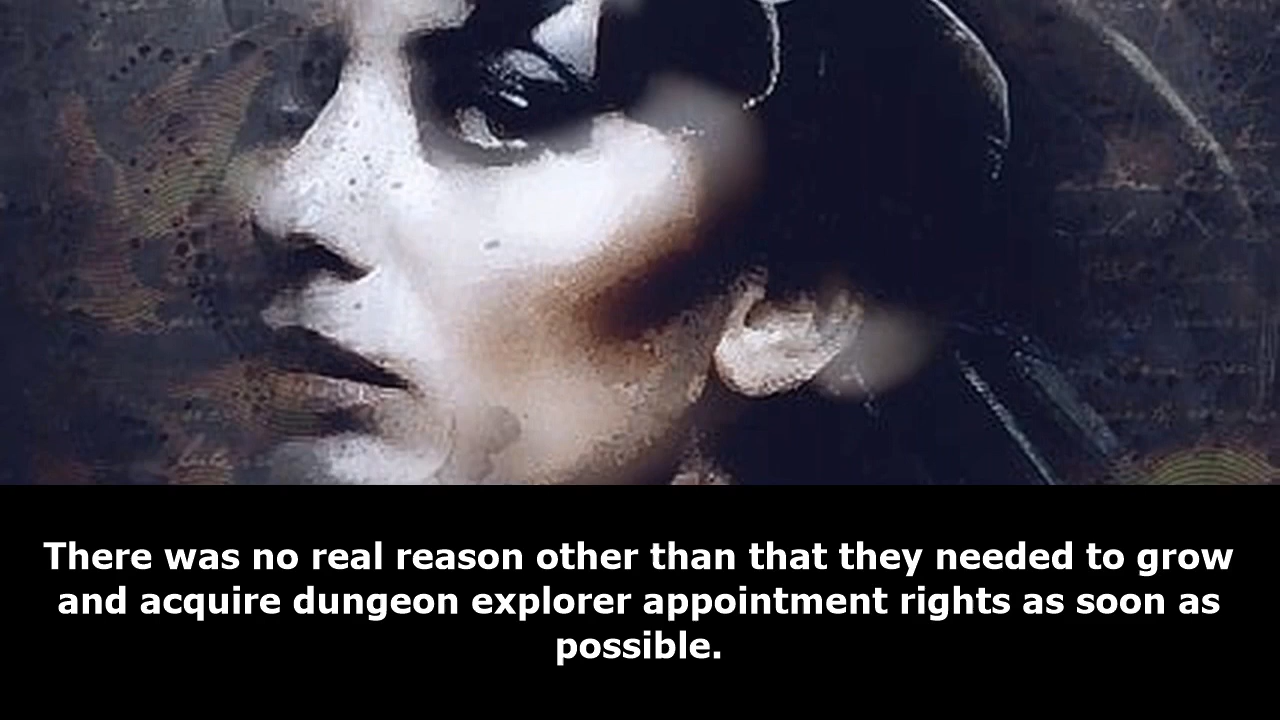 There was no real reason other than that they needed to grow
and acquire dungeon explorer appointment rights as soon as
possible.